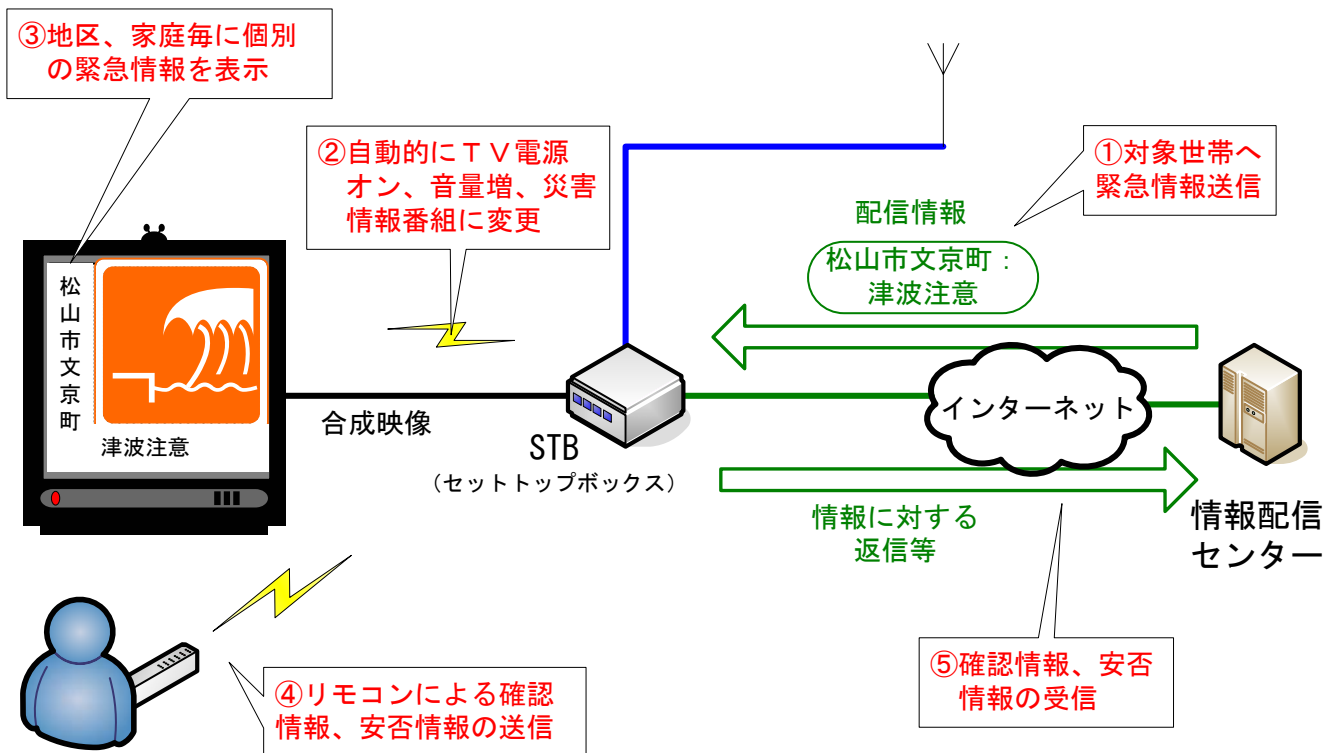 ③地区、家庭毎に個別
の緊急情報を表示
②自動的にＴＶ電源
オン、音量増、災害
情報番組に変更
①対象世帯へ
緊急情報送信
配信情報
松山市文京町：
津波注意
松山市文京町
津波注意
合成映像
STB
（セットトップボックス）
インターネット
情報に対する
返信等
情報配信
センター
④リモコンによる確認
情報、安否情報の送信
⑤確認情報、安否
情報の受信